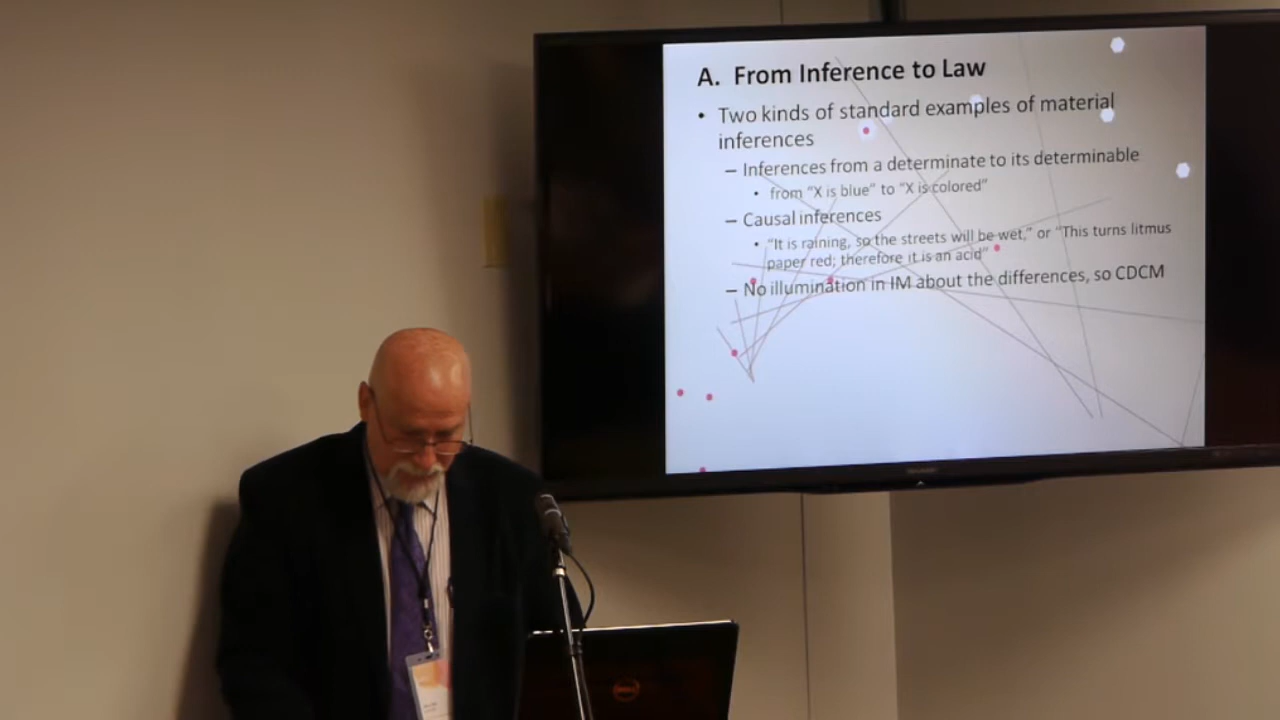 A. From Inference to Law
• Two kinds of standard examples of material
inferences
– Inferences from a determinate to its determinable
• from “X is blue” to “X is colored”
– Causal inferences
• “It is raining, so the streets will be wet,” or “This turns litmus
paper red; therefore it is an acid”
– No illumination in IM about the differences, so CDCM
SHARP
DELL